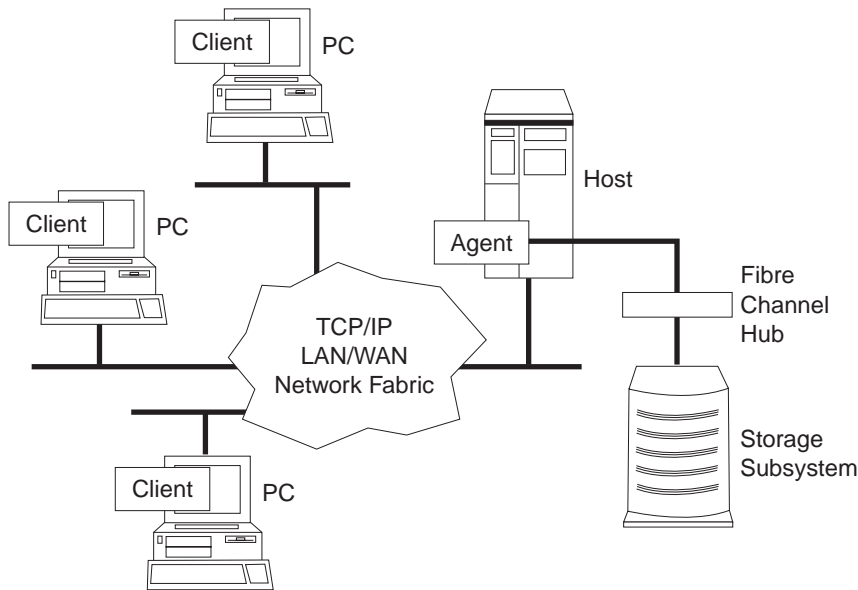 Client
PC
Client
PC
Host
Agent
Fibre
Channel
Hub
TCP/IP
LAN/WAN
Network Fabric
Storage
Subsystem
Client
PC